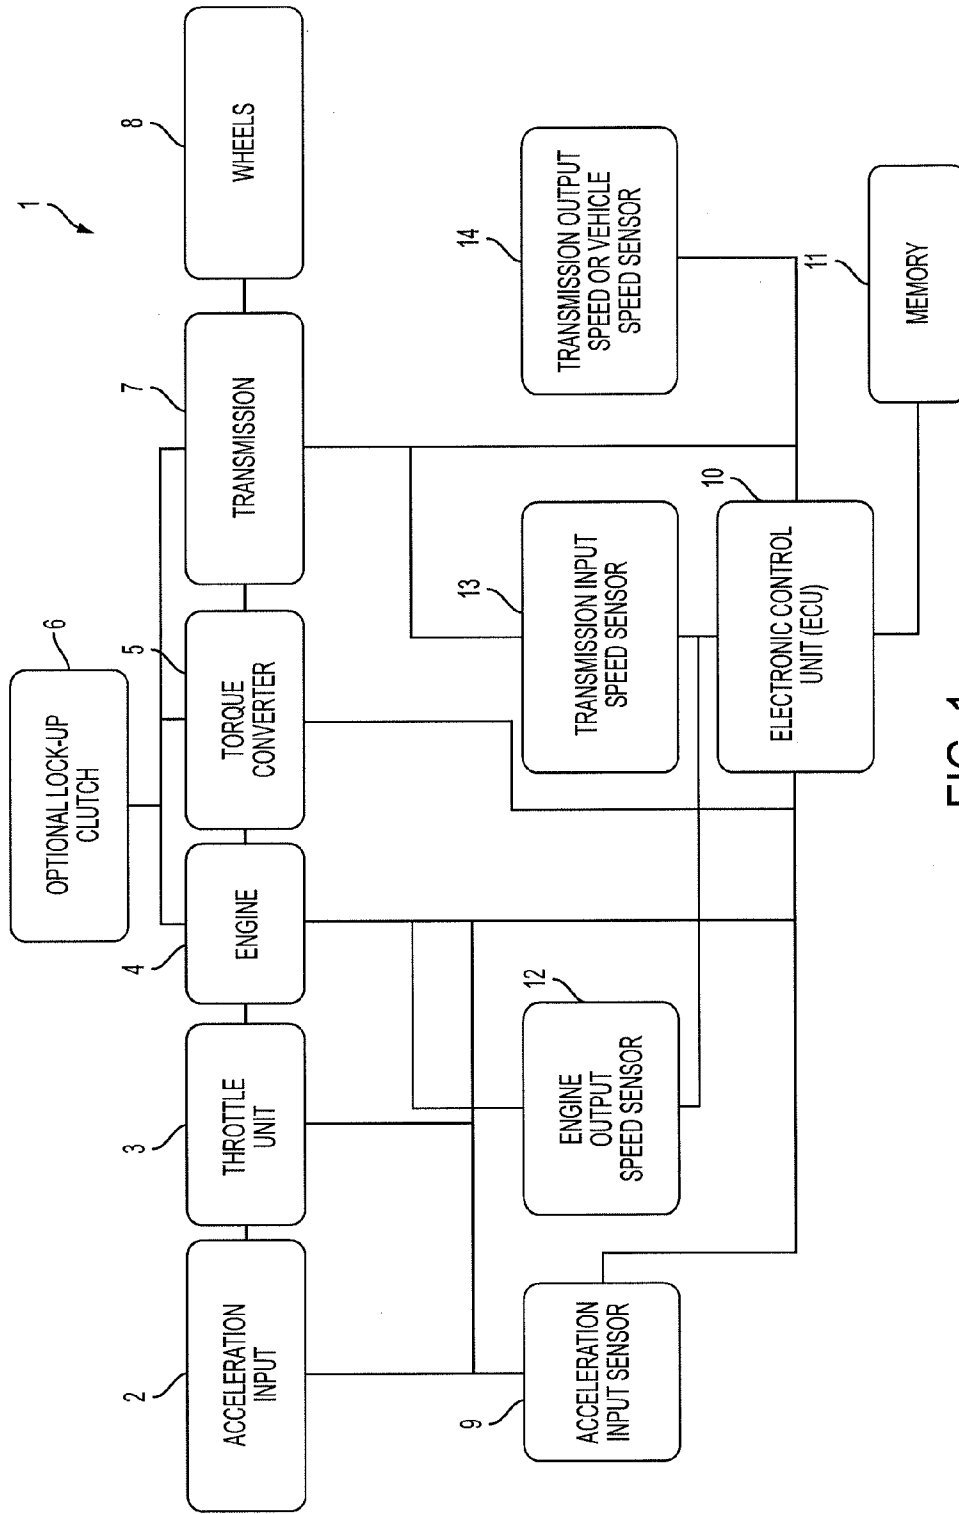 1
6
OPTIONAL LOCK-UP
CLUTCH
2
ACCELERATION
INPUT
3
THROTTLE
UNIT
4
ENGINE
5
TORQUE
CONVERTER
7
TRANSMISSION
8
WHEELS
9
ACCELERATION
INPUT SENSOR
12
ENGINE
OUTPUT
SPEED SENSOR
13
TRANSMISSION INPUT
SPEED SENSOR
14
TRANSMISSION OUTPUT
SPEED OR VEHICLE
SPEED SENSOR
10
ELECTRONIC CONTROL
UNIT (ECU)
11
MEMORY
FIG. 1